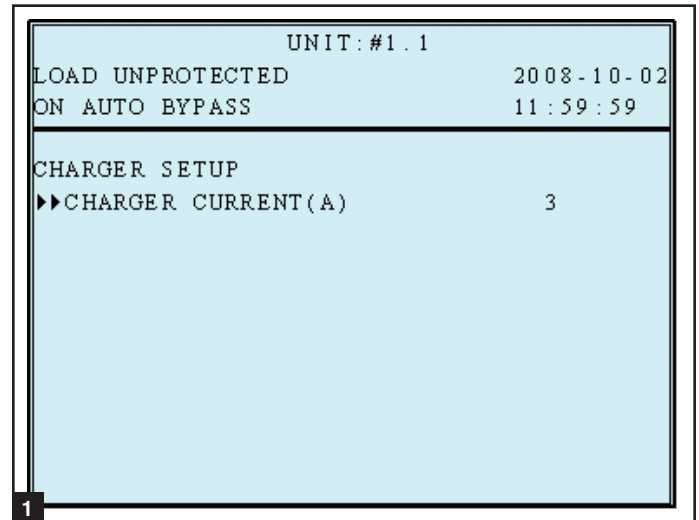 UNIT:#1.1
LOAD UNPROTECTED 2008-10-02
ON AUTO BYPASS 11:59:59
CHARGER SETUP
▶▶CHARGER CURRENT(A) 3
1